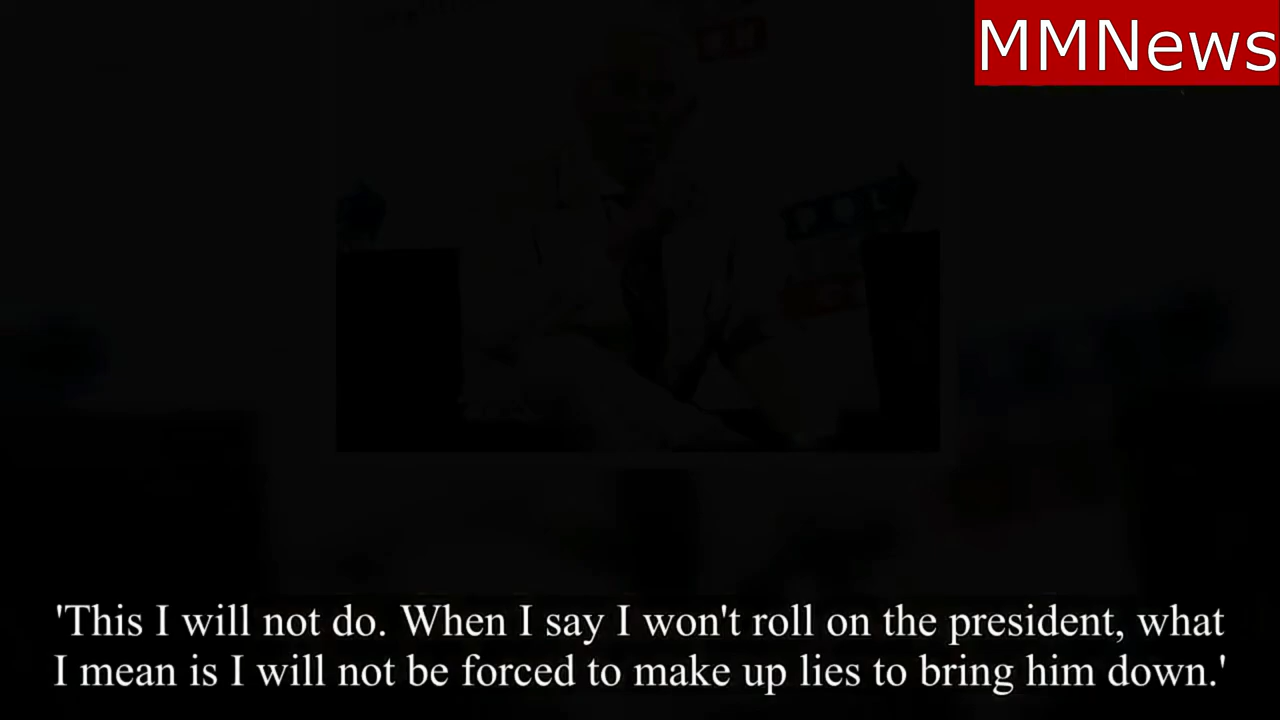 MMNews
'This I will not do. When I say I won't roll on the president, what
I mean is I will not be forced to make up lies to bring him down.'